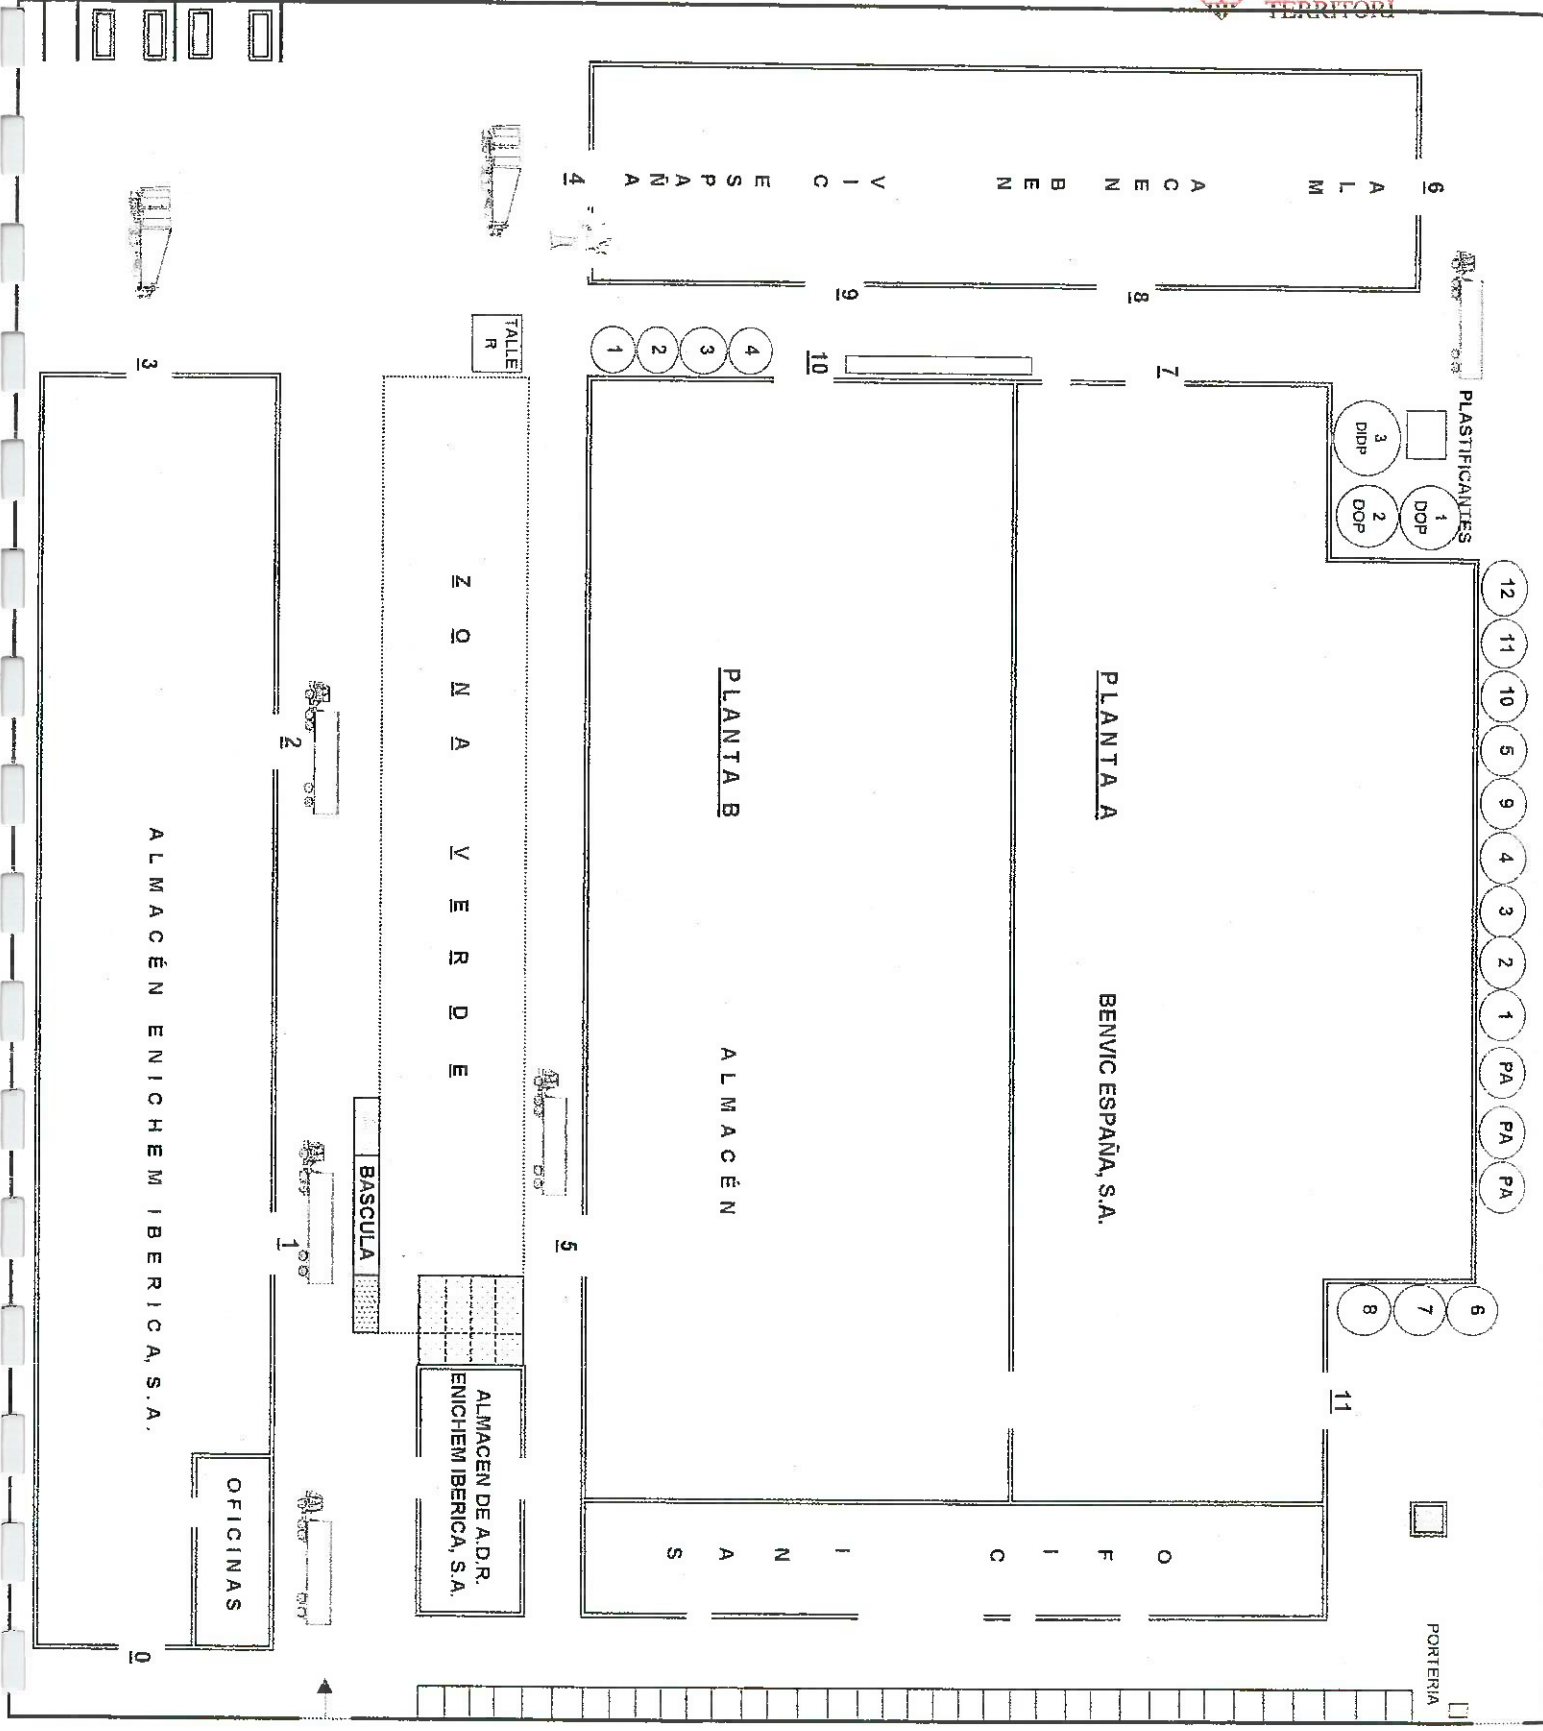 TERRITORI
PORTERIA
12 11 10 5 9 4 3 2 1 PA PA PA
6
7
8
PLASTIFICANTES
1 DOP
2 DOP
3 DIDP
6
ALMACEN BENVIC ESPAÑA
11
7
8
9
10
PLANTA A BENVIC ESPAÑA, S.A.
OFICINAS
4
3
2
1
PLANTA B ALMACÉN
4
5
TALLE
R
ZONA VERDE
ALMACEN DE A.D.R.
ENICHEM IBERICA, S.A.
BASCULA
2
1
OFICINAS
3
ALMACÉN ENICHEM IBERICA, S.A.
0